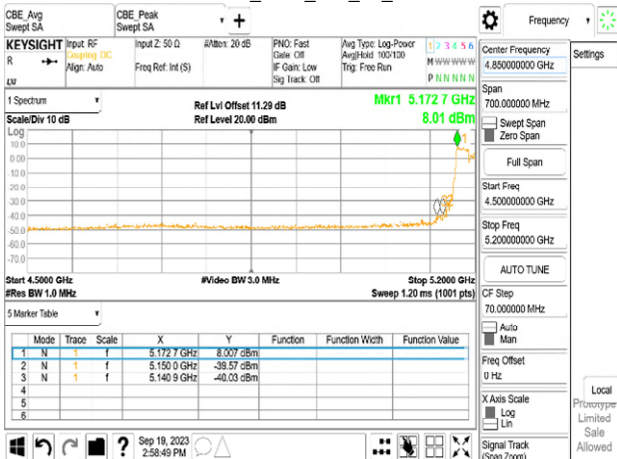 CBE_Avg
Swept SA
CBE_Peak
Swept SA
+
Frequency
KEYSIGHT
R
Input: RF
Coupling: DC
Align: Auto
Input Z: 50 Ω
Freq Ref: Int (S)
#Atten: 20 dB
PNO: Fast
Gate: Off
IF Gain: Low
Sig Track: Off
Avg Type: Log-Power
Avg|Hold: 100/100
Trig: Free Run
1 2 3 4 5 6
M W W W W W
P N N N N N
1 Spectrum
Scale/Div 10 dB
Ref Lvl Offset 11.29 dB
Ref Level 20.00 dBm
Mkr1 5.172 7 GHz
8.01 dBm
Log
10.0
0.00
-10.0
-20.0
-30.0
-40.0
-50.0
-60.0
-70.0
1
Start 4.5000 GHz
#Res BW 1.0 MHz
#Video BW 3.0 MHz
Stop 5.2000 GHz
Sweep 1.20 ms (1001 pts)
5 Marker Table
Mode Trace Scale X Y Function Function Width Function Value
1 N 1 f 5.172 7 GHz 8.007 dBm
2 N 1 f 5.150 0 GHz -39.57 dBm
3 N 1 f 5.140 9 GHz -40.03 dBm
4
5
6
?
Sep 19, 2023
2:58:49 PM
Center Frequency
4.850000000 GHz
Span
700.000000 MHz
Swept Span
Zero Span
Full Span
Start Freq
4.500000000 GHz
Stop Freq
5.200000000 GHz
AUTO TUNE
CF Step
70.000000 MHz
Auto
Man
Freq Offset
0 Hz
X Axis Scale
Log
Lin
Signal Track
(Span Zoom)
Settings
Local
Prototype
Limited
Sale
Allowed